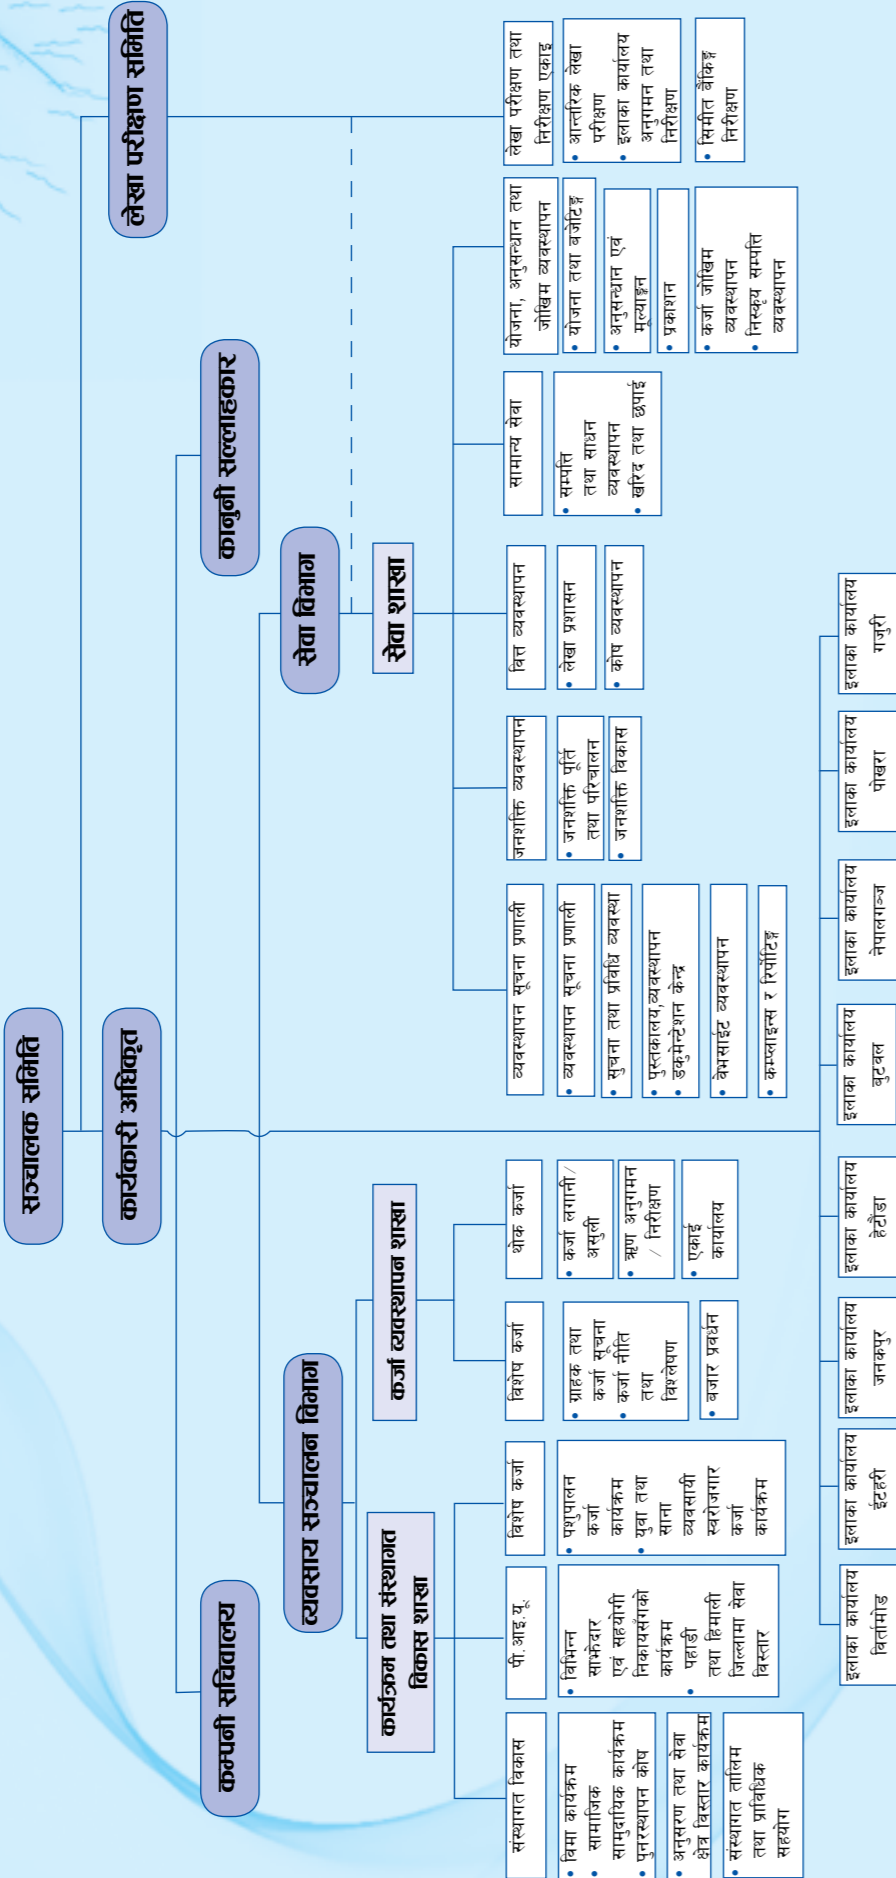 सञ्चालक समिति
लेखा परीक्षण समिति
कार्यकारी अधिकृत
कम्पनी सचिवालय
कानुनी सल्लाहकार
व्यवसाय सञ्चालन विभाग
सेवा विभाग
कार्यक्रम तथा संस्थागत
विकास शाखा
कर्जा व्यवस्थापन शाखा
सेवा शाखा
संस्थागत विकास
• विमा कार्यक्रम
• सामाजिक
सामुदायिक कार्यक्रम
• पुनरस्थापन कोष
• अनुसरण तथा सेवा
क्षेत्र विस्तार कार्यक्रम
• संस्थागत तालिम
तथा प्राविधिक
सहयोग
पी.आइ.यू.
• विभिन्न
साझेदार
एवं सहयोगी
निकायसँगको
कार्यक्रम
• पहाडी
तथा हिमाली
जिल्लामा सेवा
विस्तार
विशेष कर्जा
• पशुपालन
कर्जा
कार्यक्रम
• युवा तथा
साना
व्यवसायी
स्वरोजगार
कर्जा
कार्यक्रम
विशेष कर्जा
• ग्राहक तथा
कर्जा सूचना
• कर्जा नीति
तथा
विश्लेषण
• बजार प्रवर्धन
थोक कर्जा
• कर्जा लगानी/
असुली
• ऋण अनुगमन
/ निरीक्षण
• एकाई
कार्यालय
व्यवस्थापन सूचना प्रणाली
• व्यवस्थापन सूचना प्रणाली
• सुचना तथा प्रविधि व्यवस्था
• पुस्तकालय,व्यवस्थापन
• डकुमेन्टेशन केन्द्र
• वेभसाईट व्यवस्थापन
• कम्प्लाइन्स र रिपोटिङ्ग
जनशक्ति व्यवस्थापन
• जनशक्ति पूर्ति
तथा परिचालन
• जनशक्ति विकास
वित्त व्यवस्थापन
• लेखा प्रशासन
• कोष व्यवस्थापन
सामान्य सेवा
• सम्पत्ति
तथा साधन
व्यवस्थापन
• खरिद तथा छपाई
योजना, अनुसन्धान तथा
जोखिम व्यवस्थापन
• योजना तथा बजेटिङ्ग
• अनुसन्धान एवं
मूल्याङ्कन
• प्रकाशन
• कर्जा जोखिम
व्यवस्थापन
• निस्कृय सम्पत्ति
व्यवस्थापन
लेखा परीक्षण तथा
निरीक्षण एकाइ
• आन्तरिक लेखा
परीक्षण
• इलाका कार्यालय
अनुगमन तथा
निरीक्षण
• सिमीत बैंकिङ्ग
निरीक्षण
इलाका कार्यालय
विर्तामोड
इलाका कार्यालय
ईटहरी
इलाका कार्यालय
जनकपुर
इलाका कार्यालय
हेटौंडा
इलाका कार्यालय
बुटवल
इलाका कार्यालय
नेपालगञ्ज
इलाका कार्यालय
पोखरा
इलाका कार्यालय
गजुरी